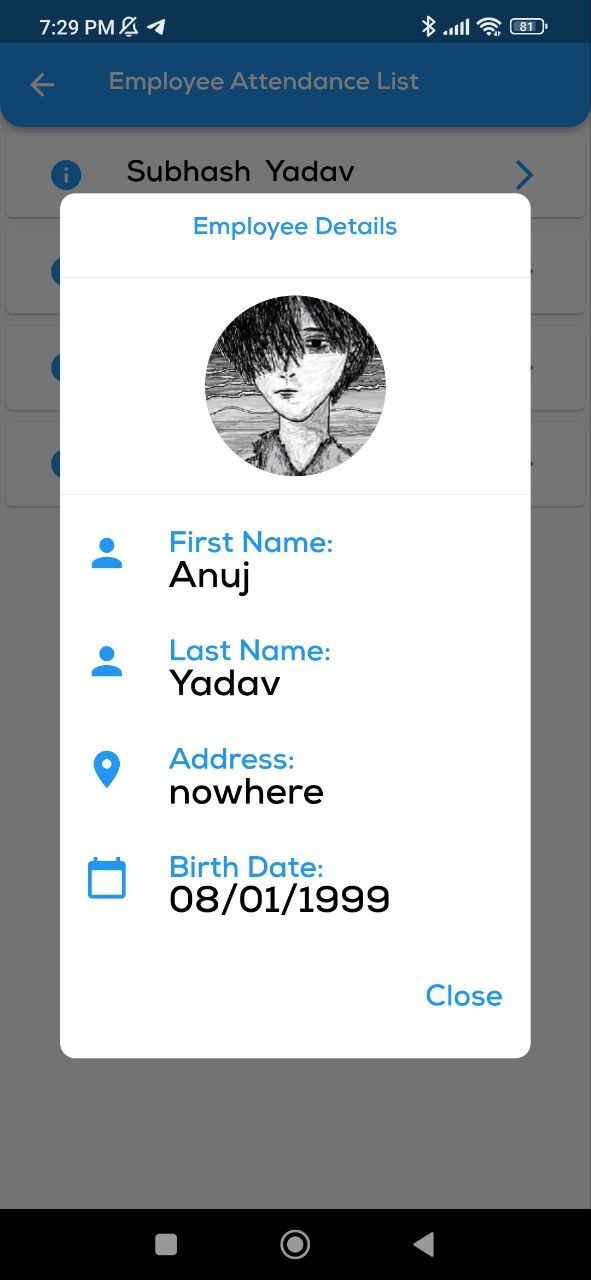 7:29 PM
81
Employee Attendance List
Subhash Yadav
Employee Details
First Name:
Anuj
Last Name:
Yadav
Address:
nowhere
Birth Date:
08/01/1999
Close